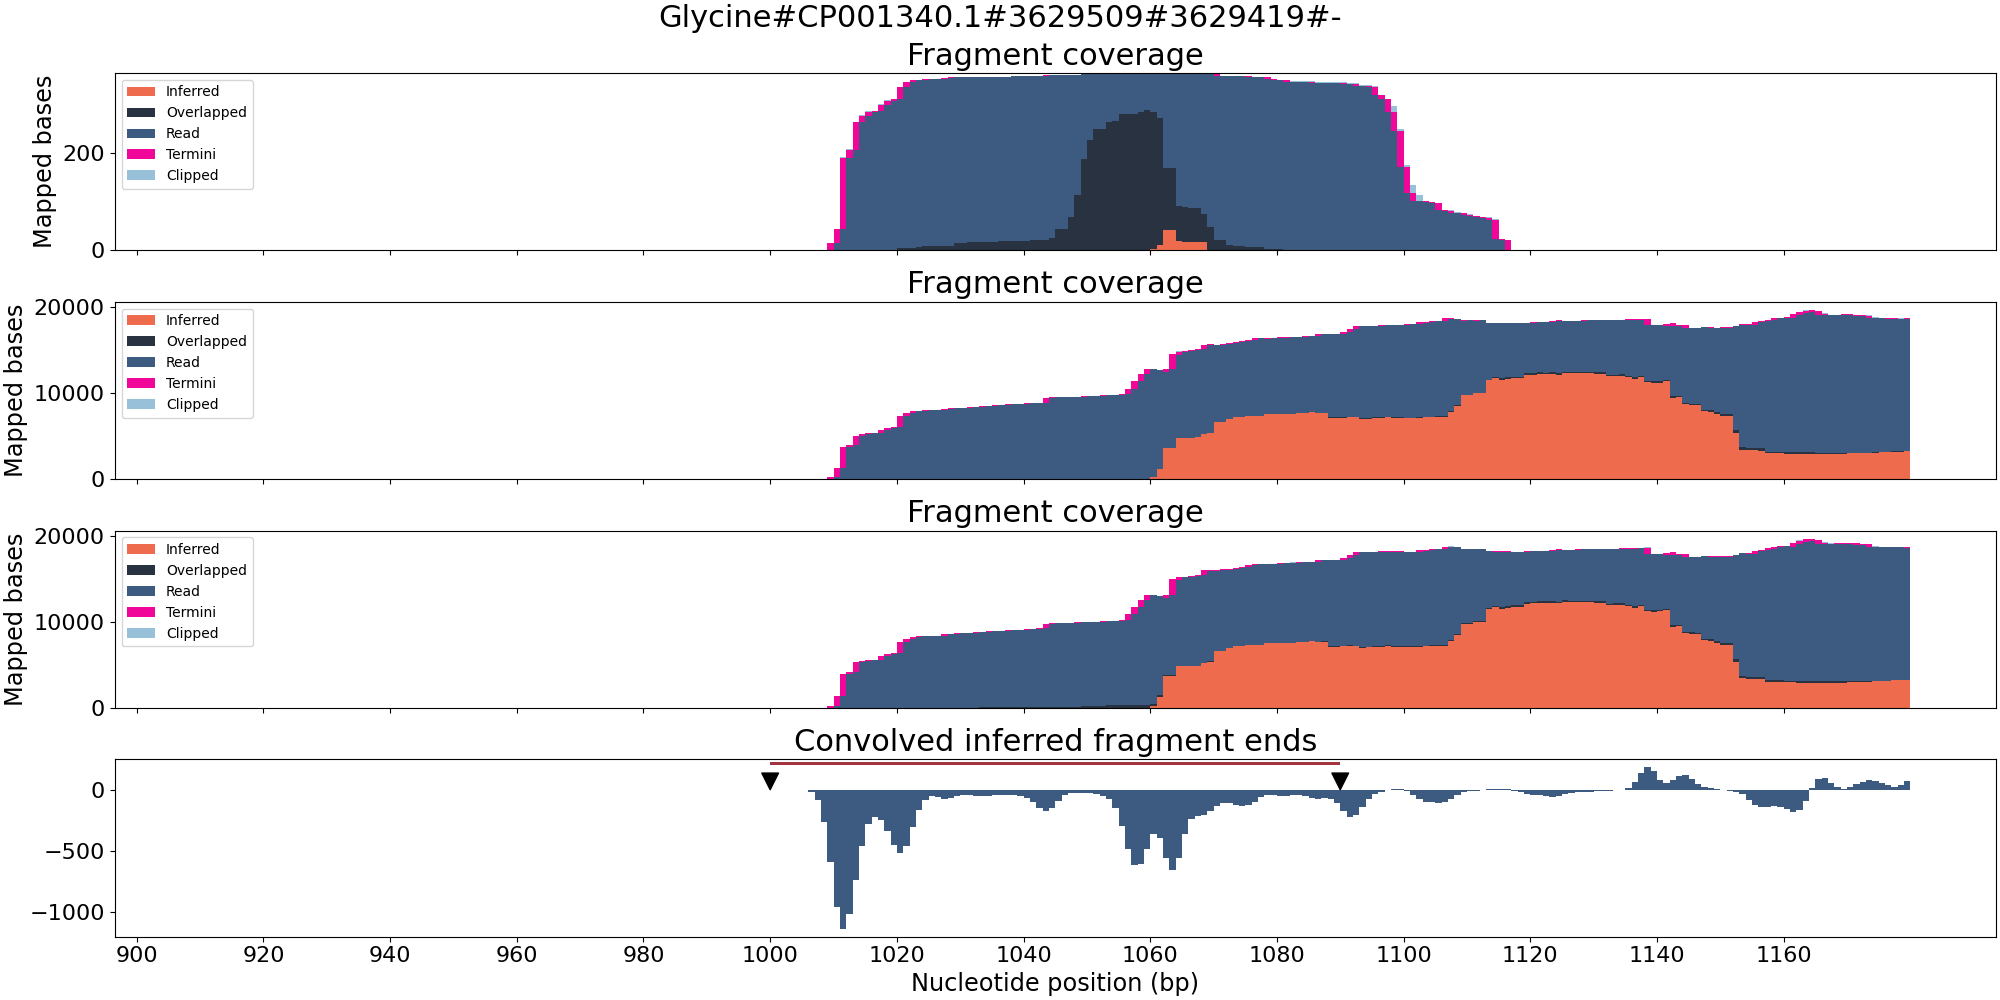 Glycine#CP001340.1#3629509#3629419#-
Fragment coverage
Mapped bases
200
0
Inferred
Overlapped
Read
Termini
Clipped
Fragment coverage
Mapped bases
20000
10000
0
Inferred
Overlapped
Read
Termini
Clipped
Fragment coverage
Mapped bases
20000
10000
0
Inferred
Overlapped
Read
Termini
Clipped
Convolved inferred fragment ends
0
−500
−1000
900 920 940 960 980 1000 1020 1040 1060 1080 1100 1120 1140 1160
Nucleotide position (bp)